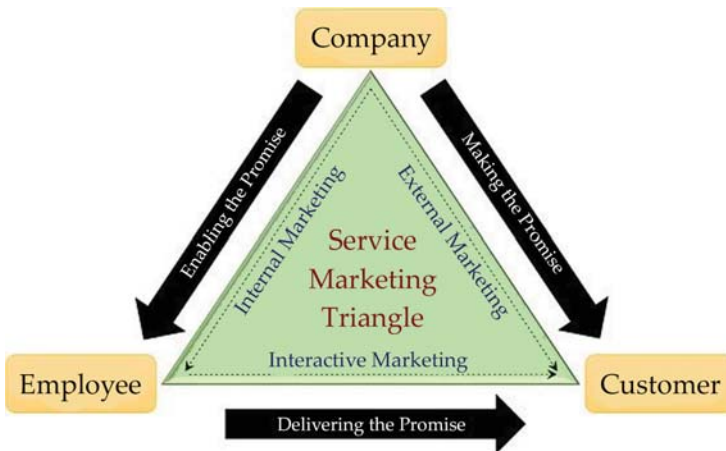 Company
Enabling the Promise
Internal Marketing
External Marketing
Making the Promise
Service
Marketing
Triangle
Interactive Marketing
Employee
Customer
Delivering the Promise